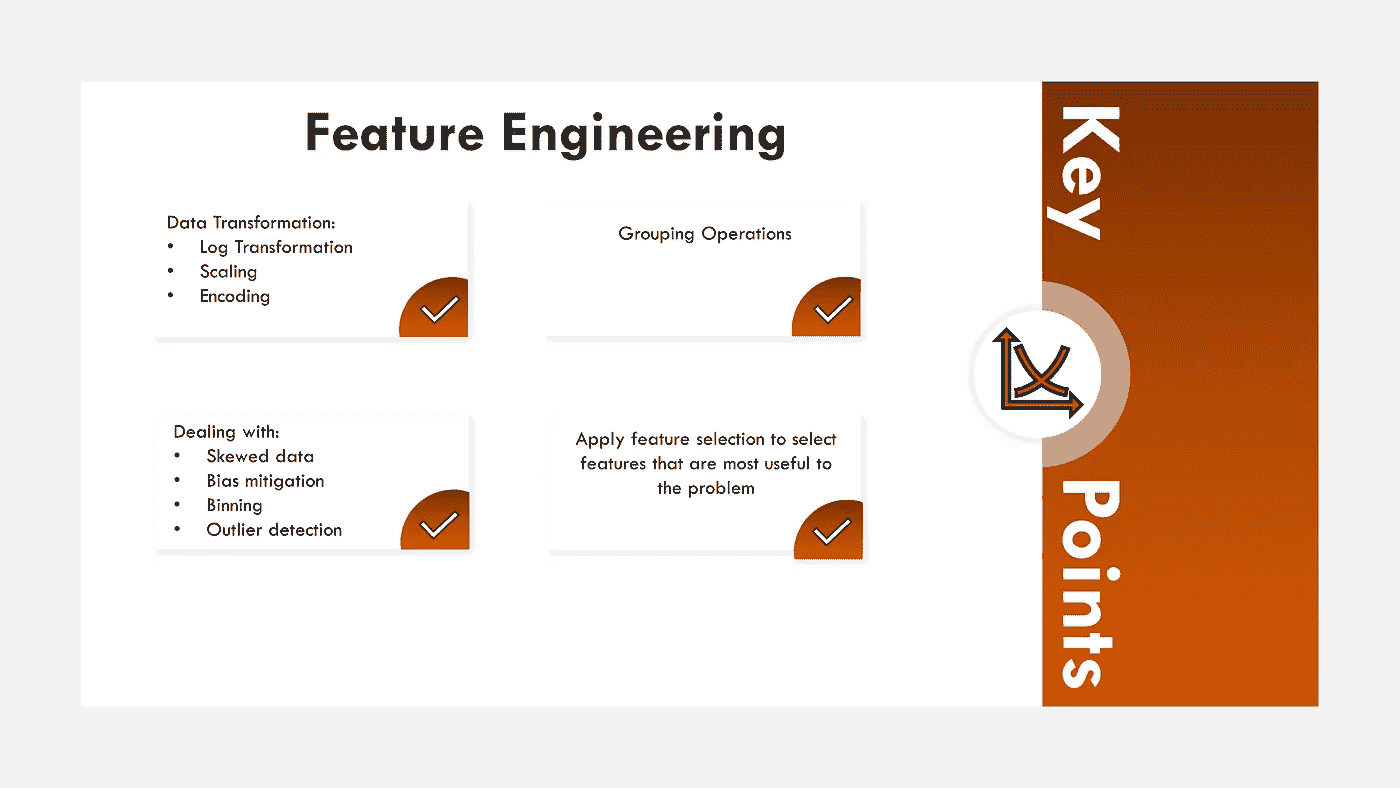 Feature Engineering
Data Transformation:
• Log Transformation
• Scaling
• Encoding
Grouping Operations
Dealing with:
• Skewed data
• Bias mitigation
• Binning
• Outlier detection
Apply feature selection to select
features that are most useful to
the problem
Key
Points